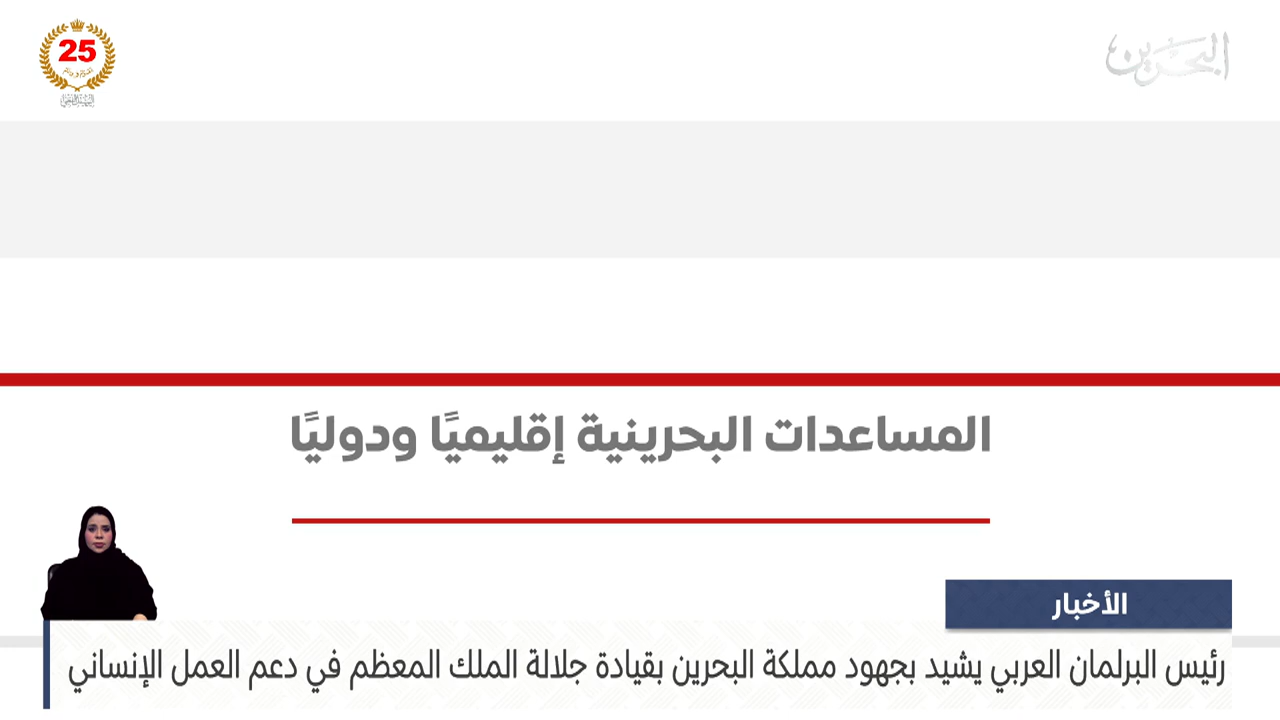 البحرين
25
المساعدات البحرينية إقليميًا ودوليًا
الأخبار
رئيس البرلمان العربي يشيد بجهود مملكة البحرين بقيادة جلالة الملك المعظم في دعم العمل الإنساني